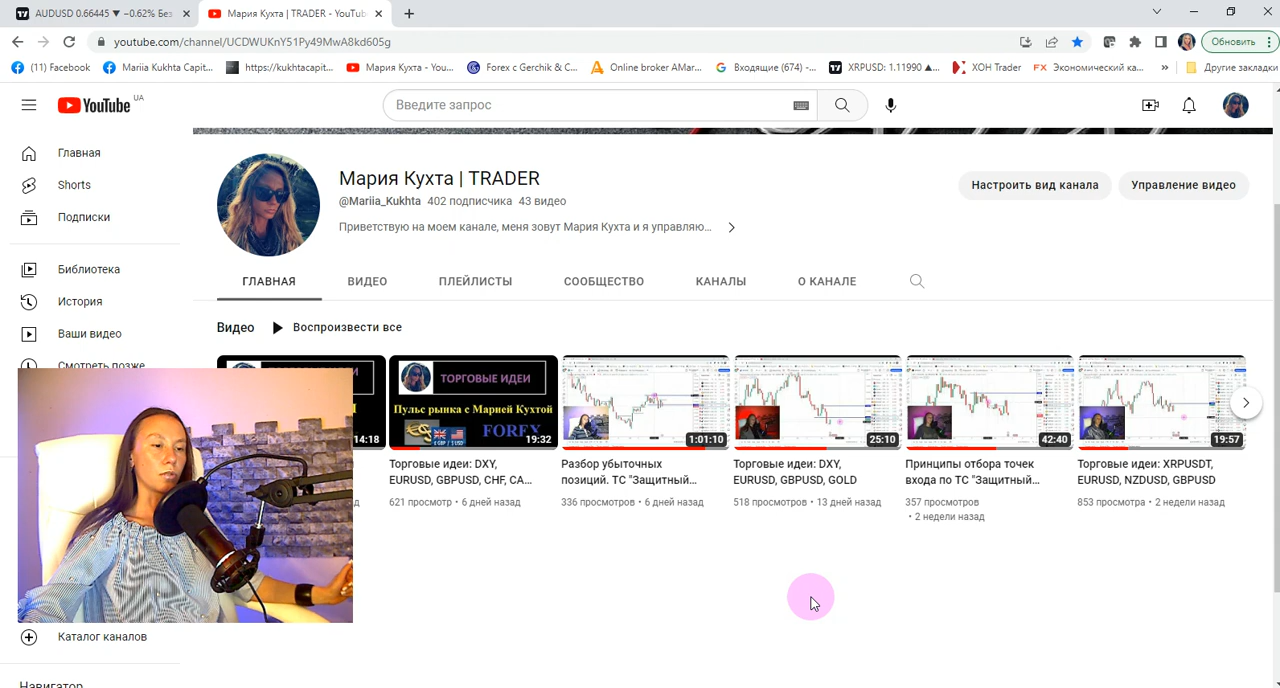 AUDUSD 0.66445 ▼ −0.62% Без
Мария Кухта | TRADER - YouTub
youtube.com/channel/UCDWUKnY51Py49MwA8kd605g
Обновить
(11) Facebook
Mariia Kukhta Capit...
https://kukhtacapit...
Мария Кухта - You...
Forex c Gerchik & C...
Online broker AMar...
Входящие (674) -...
XRPUSD: 1.11990 ▲...
XOH Trader
FX Экономический ка...
»
Другие закладки
YouTube UA
Введите запрос
Главная
Shorts
Подписки
Библиотека
История
Ваши видео
Смотреть позже
Каталог каналов
Навигатор
Мария Кухта | TRADER
@Mariia_Kukhta 402 подписчика 43 видео
Приветствую на моем канале, меня зовут Мария Кухта и я управляю...
Настроить вид канала
Управление видео
ГЛАВНАЯ
ВИДЕО
ПЛЕЙЛИСТЫ
СООБЩЕСТВО
КАНАЛЫ
О КАНАЛЕ
Видео
Воспроизвести все
14:18
ТОРГОВЫЕ ИДЕИ
Пульс рынка с Марией Кухтой
FOREX
19:32
Торговые идеи: DXY,
EURUSD, GBPUSD, CHF, CA...
621 просмотр • 6 дней назад
1:01:10
Разбор убыточных
позиций. ТС "Защитный...
336 просмотров • 6 дней назад
25:10
Торговые идеи: DXY,
EURUSD, GBPUSD, GOLD
518 просмотров • 13 дней назад
42:40
Принципы отбора точек
входа по ТС "Защитный...
357 просмотров
• 2 недели назад
19:57
Торговые идеи: XRPUSDT,
EURUSD, NZDUSD, GBPUSD
853 просмотра • 2 недели назад